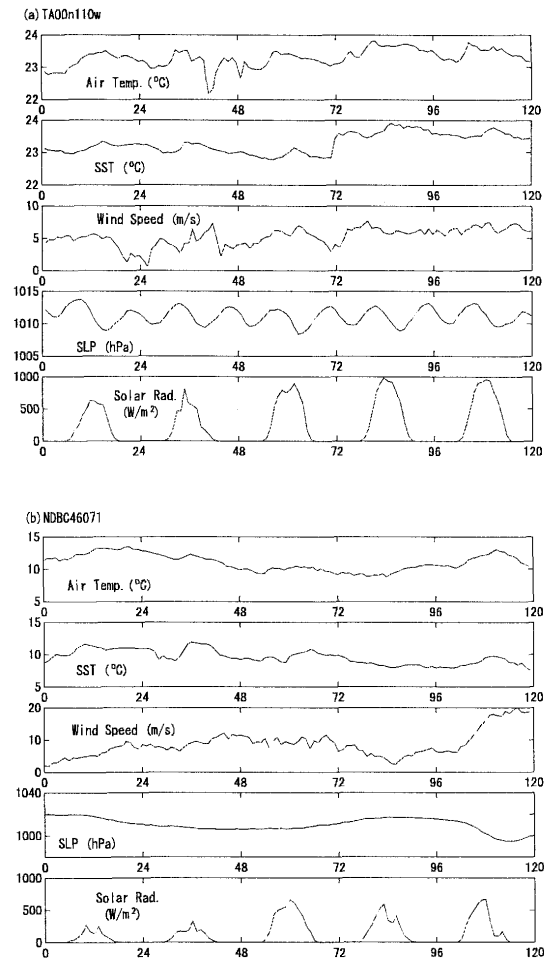 (a)TAO0n110w
24
23
22
Air Temp.(°C)
0 24 48 72 96 120
24
23
22
SST (°C)
0 24 48 72 96 120
10
5
0
Wind Speed (m/s)
0 24 48 72 96 120
1015
1010
1005
SLP (hPa)
0 24 48 72 96 120
1000
500
0
Solar Rad.
(W/m²)
0 24 48 72 96 120
(b)NDBC46071
15
10
5
Air Temp.(°C)
0 24 48 72 96 120
15
10
5
SST (°C)
0 24 48 72 96 120
20
10
0
Wind Speed (m/s)
0 24 48 72 96 120
1040
1000
SLP (hPa)
0 24 48 72 96 120
1000
500
0
Solar Rad.
(W/m²)
0 24 48 72 96 120